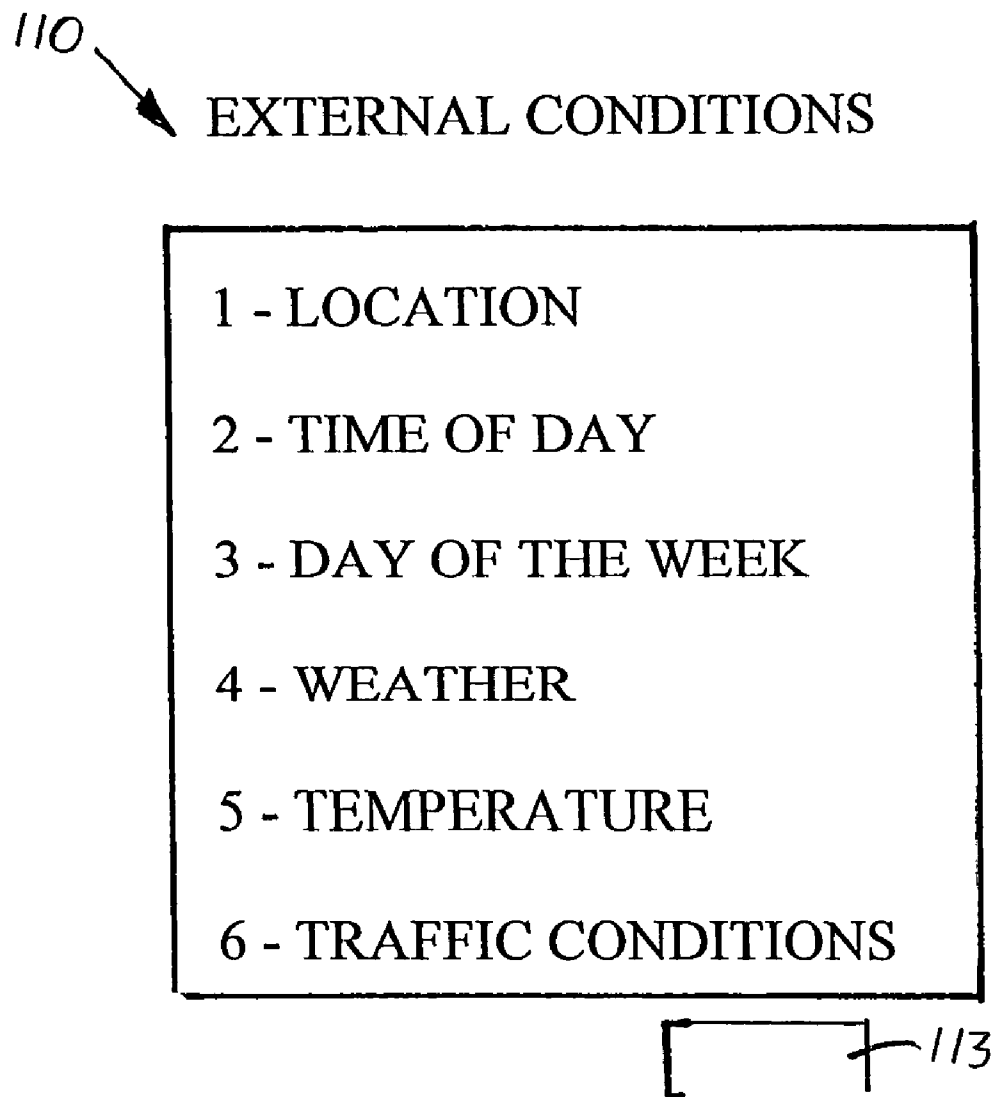 110
EXTERNAL CONDITIONS
1 - LOCATION
2 - TIME OF DAY
3 - DAY OF THE WEEK
4 - WEATHER
5 - TEMPERATURE
6 - TRAFFIC CONDITIONS
113